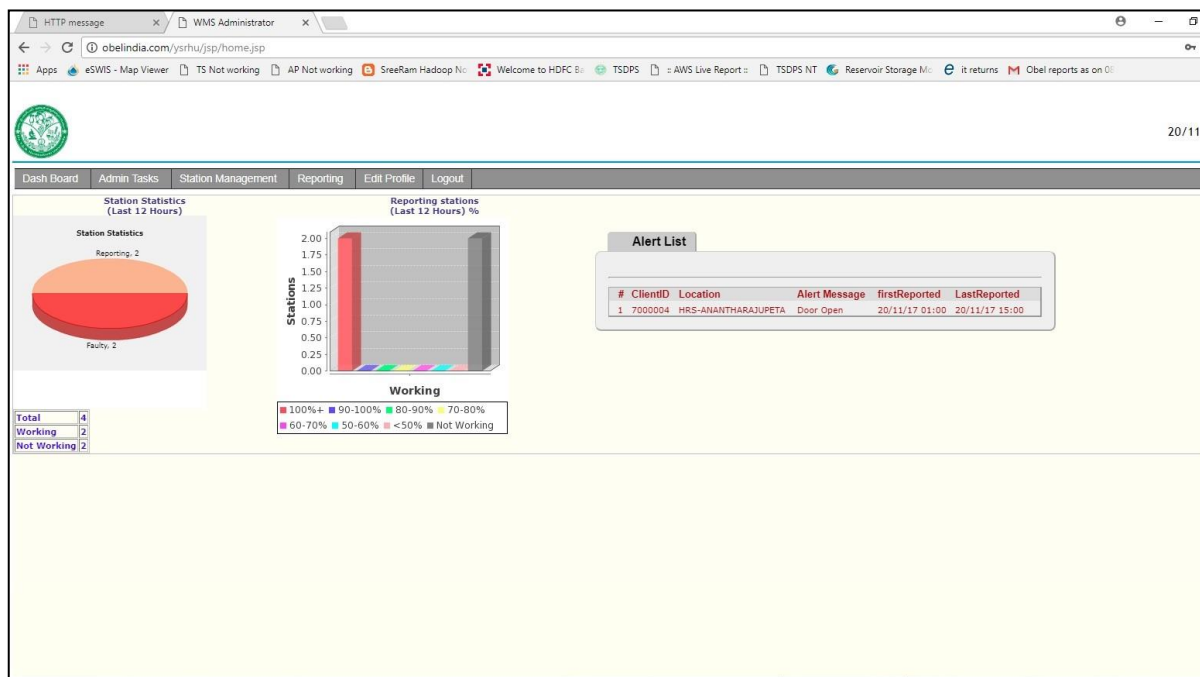 HTTP message
WMS Administrator
obelindia.com/ysrhu/jsp/home.jsp
Apps eSWIS - Map Viewer TS Not working AP Not working SreeRam Hadoop No Welcome to HDFC Ba TSDPS :: AWS Live Report :: TSDPS NT Reservoir Storage Mo it returns Obel reports as on 08
20/11
Dash Board Admin Tasks Station Management Reporting Edit Profile Logout
Station Statistics
(Last 12 Hours)
Station Statistics
Reporting, 2
Faulty, 2
Total 4
Working 2
Not Working 2
Reporting stations
(Last 12 Hours) %
2.00
1.75
1.50
1.25
1.00
0.75
0.50
0.25
0.00
Stations
Working
100%+ 90-100% 80-90% 70-80%
60-70% 50-60% <50% Not Working
Alert List
# ClientID Location Alert Message firstReported LastReported
1 7000004 HRS-ANANTHARAJUPETA Door Open 20/11/17 01:00 20/11/17 15:00